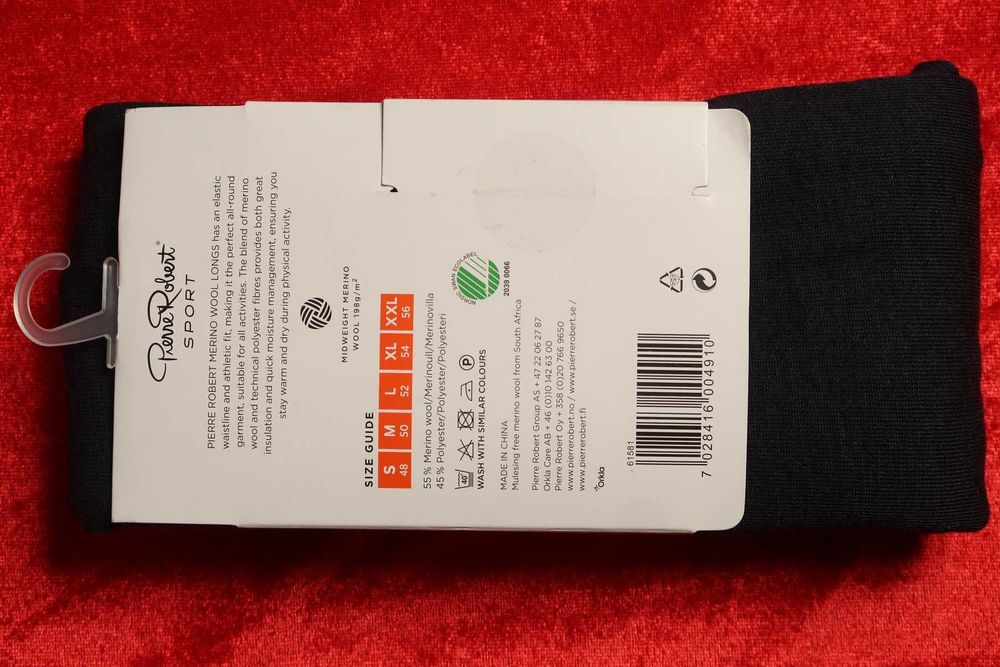 Pierre Robert®
SPORT
PIERRE ROBERT MERINO WOOL LONGS has an elastic
waistline and athletic fit, making it the perfect all-round
garment, suitable for all activities. The blend of merino
wool and technical polyester fibres provides both great
insulation and quick moisture management, ensuring you
stay warm and dry during physical activity.
MIDWEIGHT MERINO
WOOL 198g/m²
SIZE GUIDE
S M L XL XXL
48 50 52 54 56
55% Merino wool/Merinoull/Merinovilla
45% Polyester/Polyester/Polyesteri
40 P
WASH WITH SIMILAR COLOURS
NORDIC SWAN ECOLABEL
2039 0066
MADE IN CHINA
Mulesing free merino wool from South Africa
Pierre Robert Group AS + 47 22 06 27 87
Orkla Care AB + 46 (0)10 142 63 00
Pierre Robert Oy + 358 (0)20 766 9650
www.pierrerobert.no / www.pierrerobert.se /
www.pierrerobert.fi
Orkla
61581
7 028416 004910